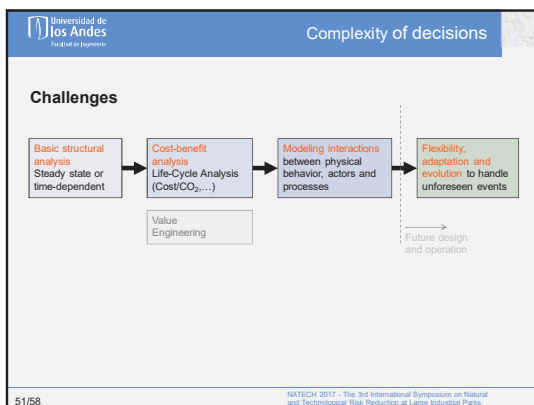 Universidad de
los Andes
Facultad de Ingeniería
Complexity of decisions
Challenges
Basic structural
analysis
Steady state or
time-dependent
Cost-benefit
analysis
Life-Cycle Analysis
(Cost/CO₂,...)
Modeling interactions
between physical
behavior, actors and
processes
Flexibility,
adaptation and
evolution to handle
unforeseen events
Value
Engineering
Future design
and operation
51/58
NATECH 2017 - The 3rd International Symposium on Natural
and Technological Risk Reduction at Large Industrial Parks